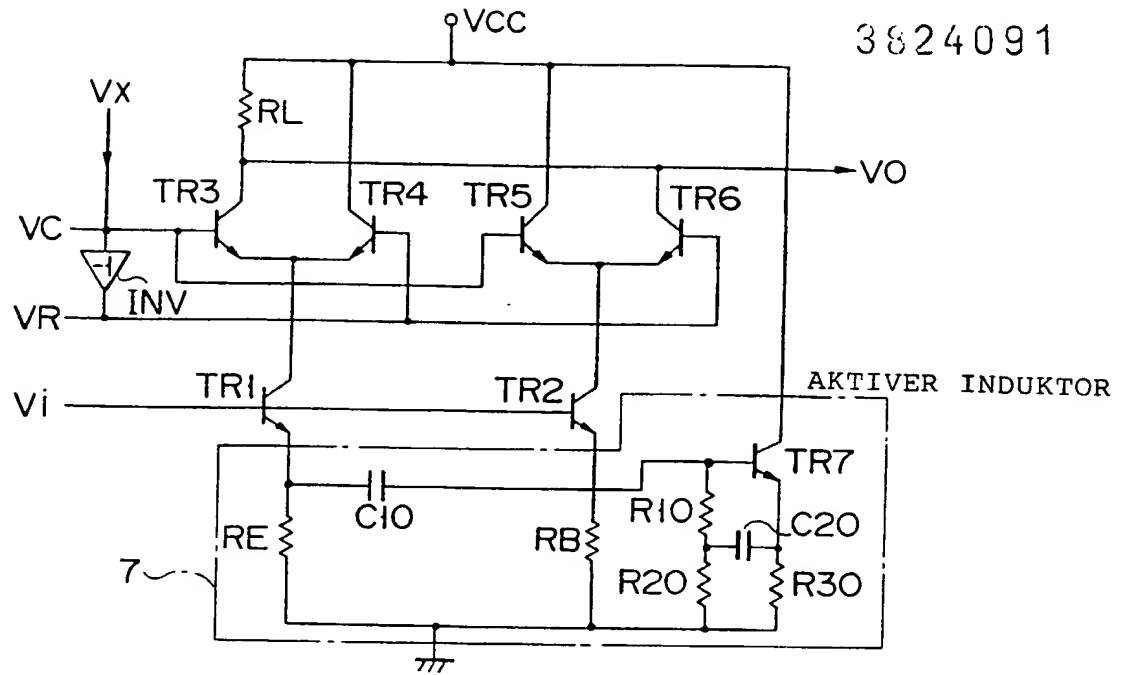 VCC
3824091
VX
RL
VO
TR3
TR4
TR5
TR6
VC
-1
INV
VR
AKTIVER INDUKTOR
TR1
TR2
Vi
TR7
C10
R10
C20
RE
RB
7
R20
R30